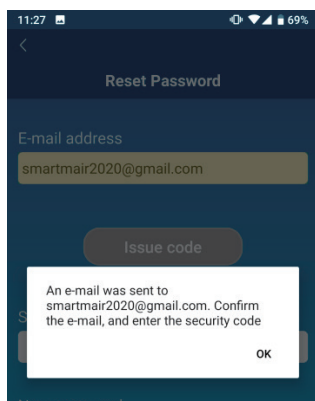 11:27 69%
Reset Password
E-mail address
smartmair2020@gmail.com
Issue code
An e-mail was sent to
smartmair2020@gmail.com. Confirm
the e-mail, and enter the security code
S
OK